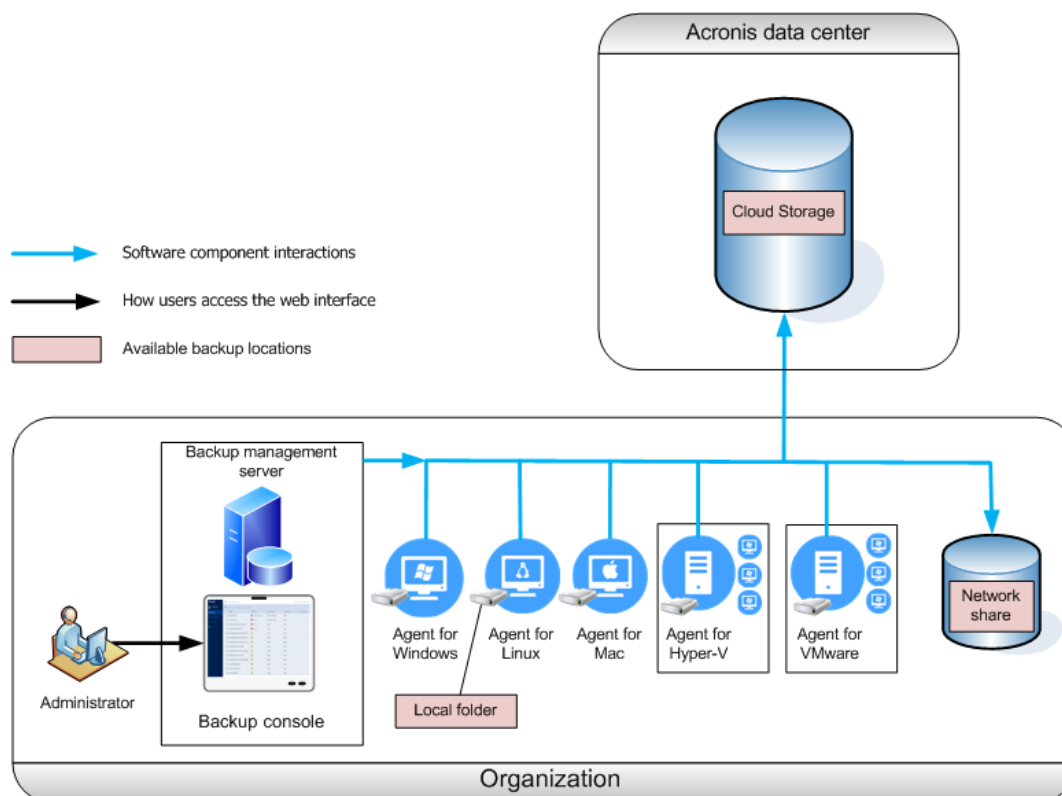 Acronis data center
Cloud Storage
Software component interactions
How users access the web interface
Available backup locations
Backup management
server
Administrator
Backup console
Agent for
Windows
Agent for
Linux
Agent for
Mac
Agent for
Hyper-V
Agent for
VMware
Network
share
Local folder
Organization